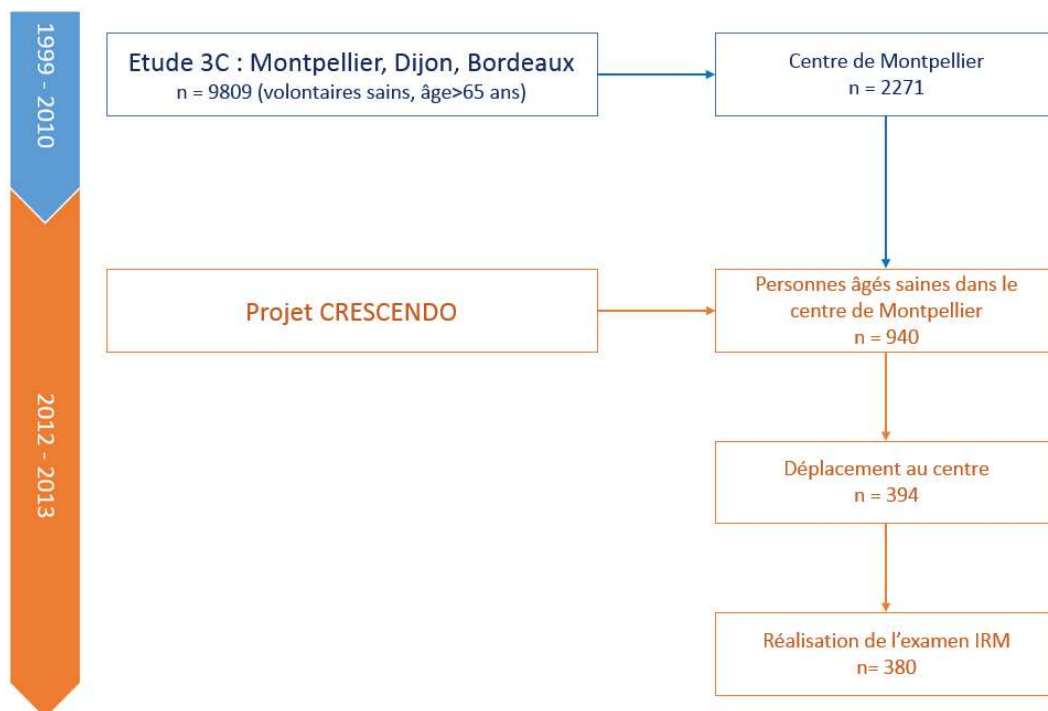 1999 - 2010
Etude 3C : Montpellier, Dijon, Bordeaux
n = 9809 (volontaires sains, âge>65 ans)
Centre de Montpellier
n = 2271
2012 - 2013
Projet CRESCENDO
Personnes âgés saines dans le
centre de Montpellier
n = 940
Déplacement au centre
n = 394
Réalisation de l'examen IRM
n= 380